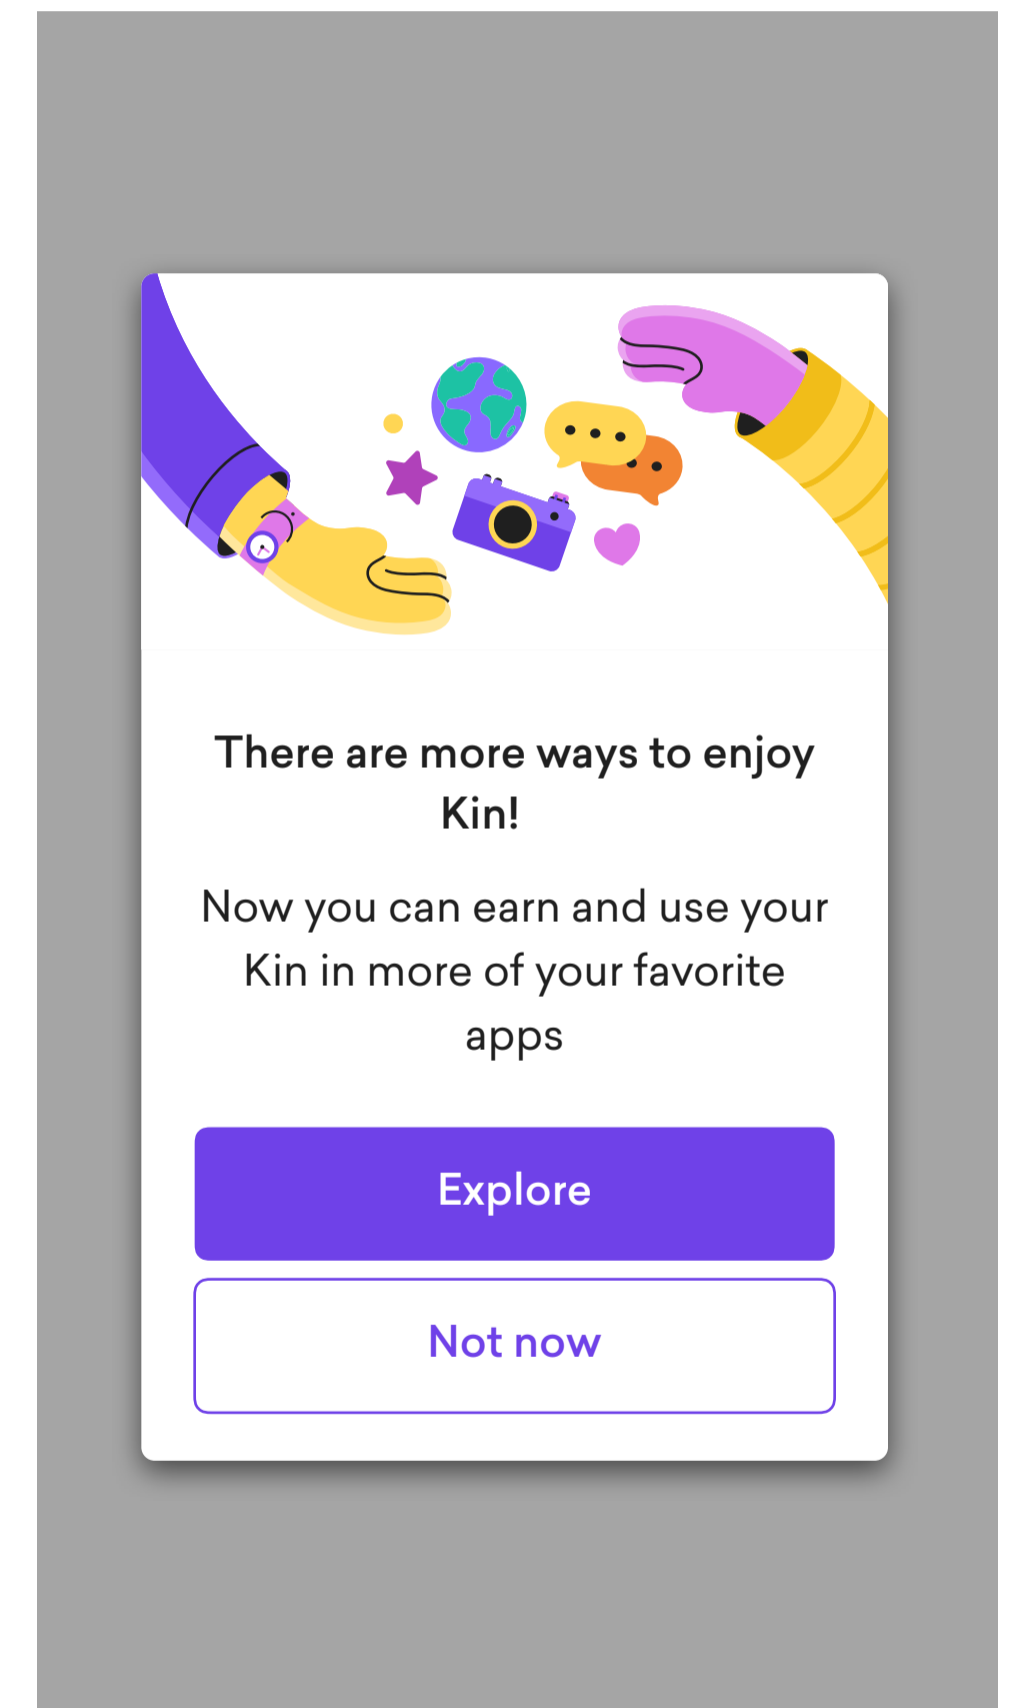 There are more ways to enjoy
Kin!
Now you can earn and use your
Kin in more of your favorite
apps
Explore
Not now